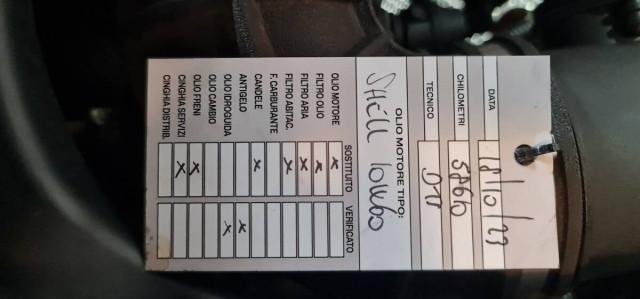 DATA 18/10/23
CHILOMETRI
TECNICO
OLIO MOTORE TIPO:
SHELL 10W60
SOSTITUITO VERIFICATO
OLIO MOTORE x
FILTRO OLIO x
FILTRO ARIA x
FILTRO ABITAC. x
F. CARBURANTE
CANDELE x
ANTIGELO x
OLIO IDROGUIDA x
OLIO CAMBIO
OLIO FRENI x
CINGHIA SERVIZI x
CINGHIA DISTRIB.